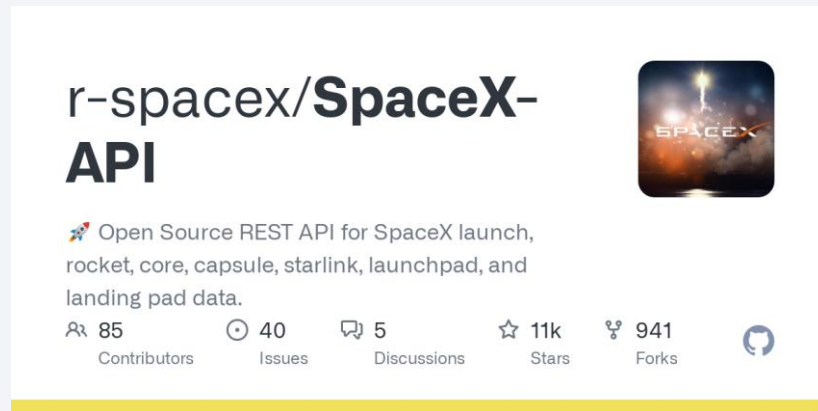 r-spacex/SpaceX-
API
SPACEX
🚀 Open Source REST API for SpaceX launch,
rocket, core, capsule, starlink, launchpad, and
landing pad data.
85 40 5 11k 941
Contributors Issues Discussions Stars Forks